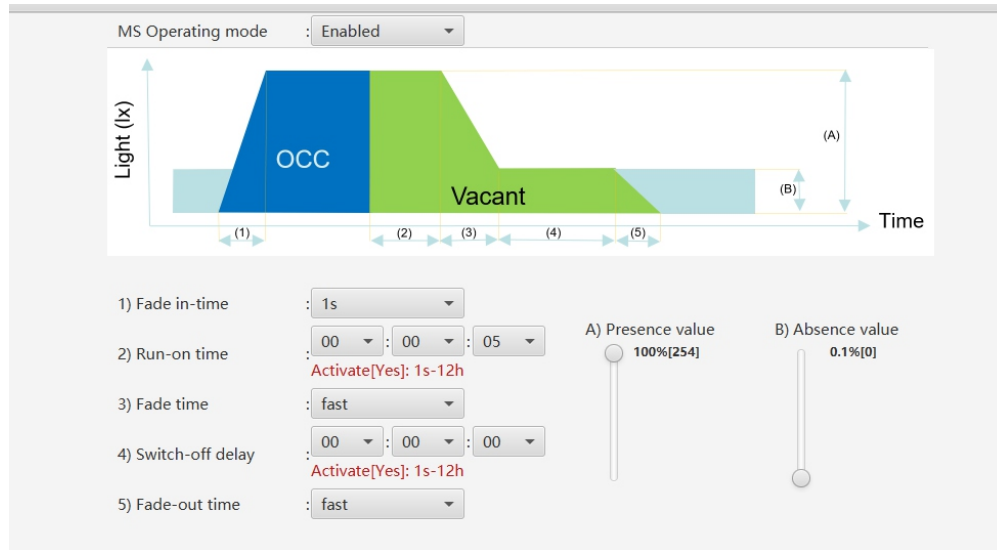 MS Operating mode : Enabled
Light (lx)
OCC
Vacant
(A)
(B)
Time
(1) (2) (3) (4) (5)
1) Fade in-time : 1s
2) Run-on time : 00 : 00 : 05
Activate[Yes]: 1s-12h
3) Fade time : fast
4) Switch-off delay : 00 : 00 : 00
Activate[Yes]: 1s-12h
5) Fade-out time : fast
A) Presence value
100%[254]
B) Absence value
0.1%[0]